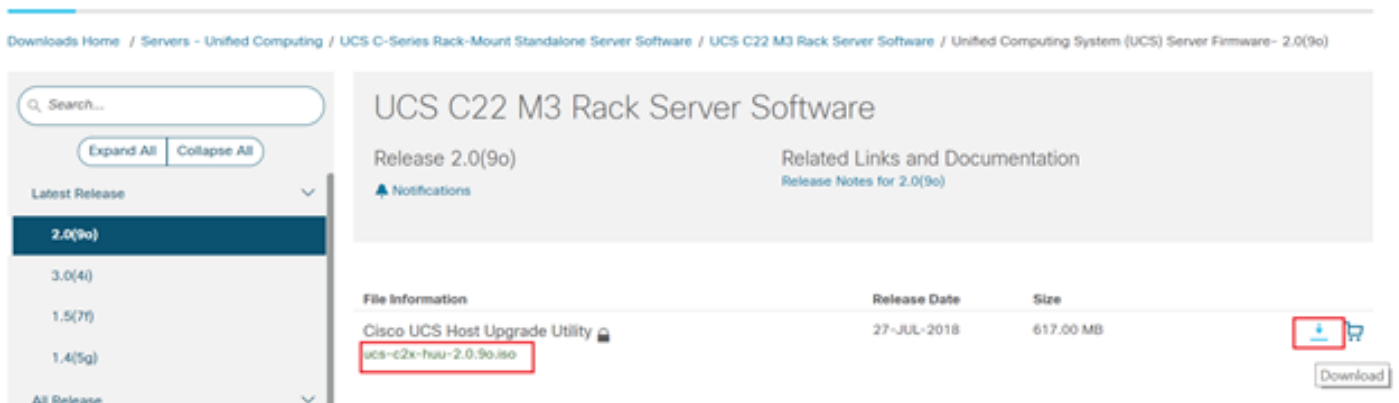 Downloads Home / Servers - Unified Computing / UCS C-Series Rack-Mount Standalone Server Software / UCS C22 M3 Rack Server Software / Unified Computing System (UCS) Server Firmware- 2.0(9o)
Search...
Expand All Collapse All
Latest Release
2.0(9o)
3.0(4i)
1.5(7f)
1.4(5g)
All Release
UCS C22 M3 Rack Server Software
Release 2.0(9o)
Notifications
Related Links and Documentation
Release Notes for 2.0(9o)
File Information Release Date Size
Cisco UCS Host Upgrade Utility 27-JUL-2018 617.00 MB
ucs-c2x-huu-2.0.9o.iso
Download